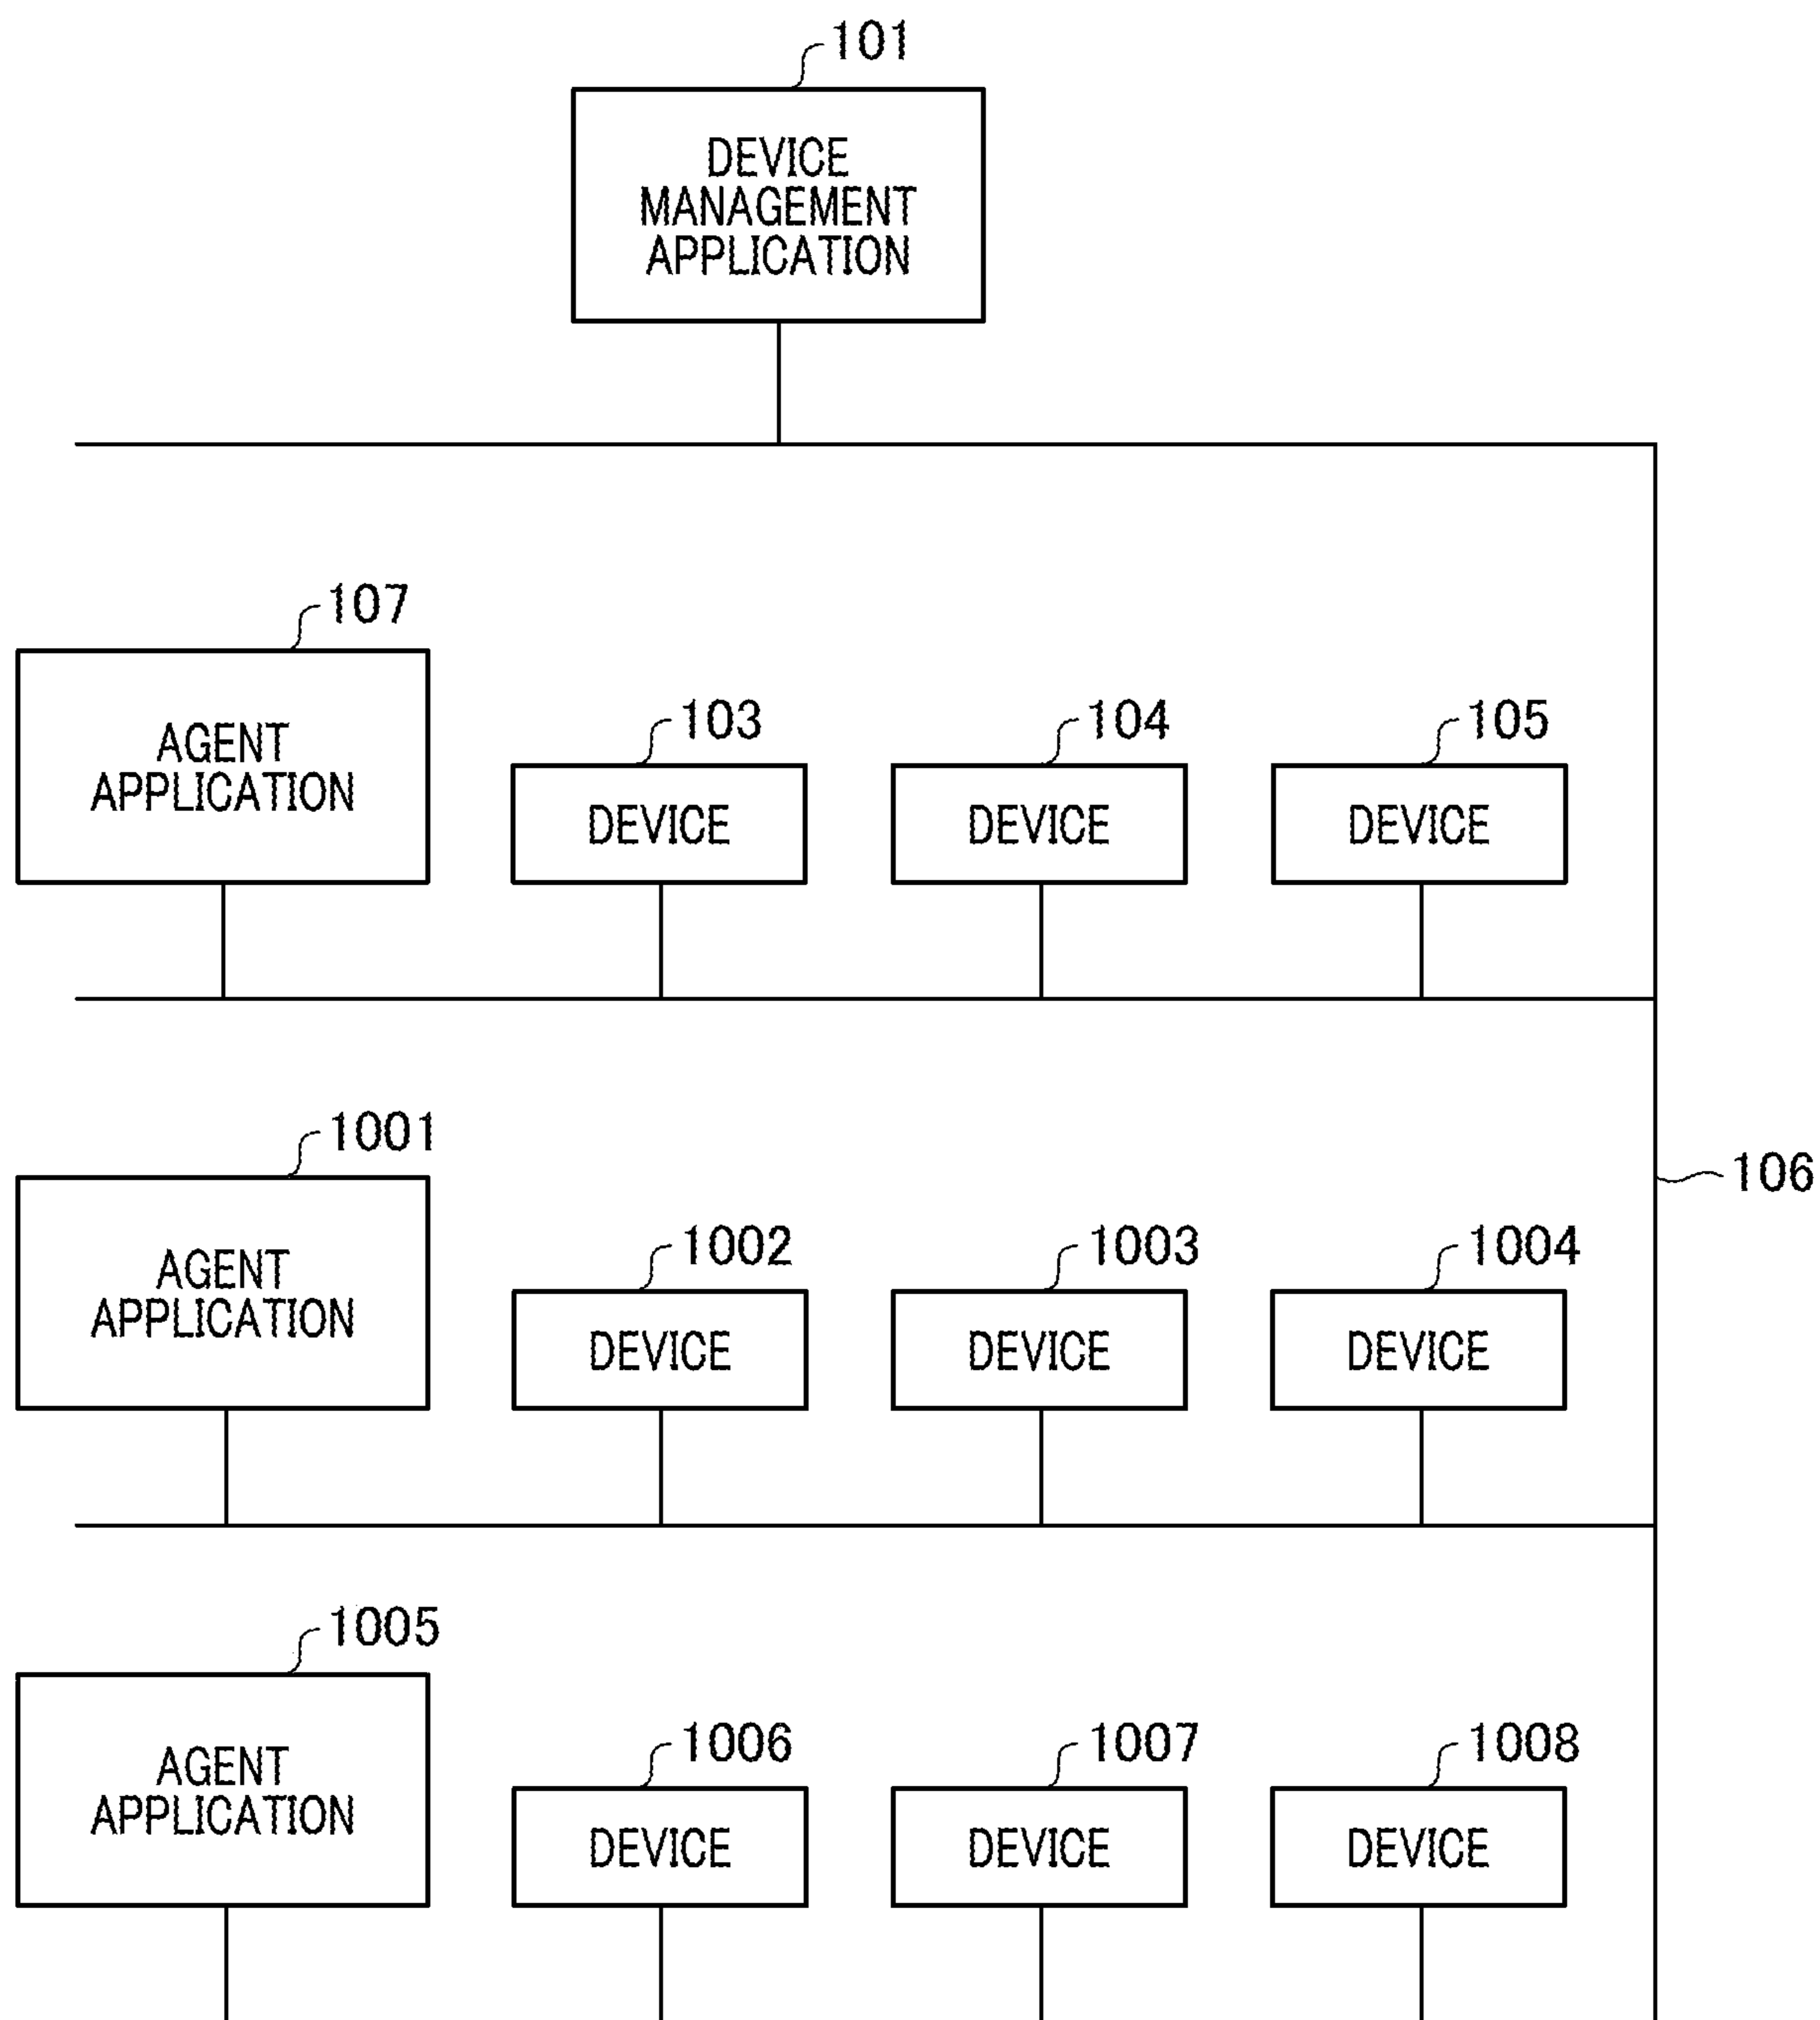 101
DEVICE
MANAGEMENT
APPLICATION
107
AGENT
APPLICATION
103
DEVICE
104
DEVICE
105
DEVICE
1001
AGENT
APPLICATION
1002
DEVICE
1003
DEVICE
1004
DEVICE
106
1005
AGENT
APPLICATION
1006
DEVICE
1007
DEVICE
1008
DEVICE